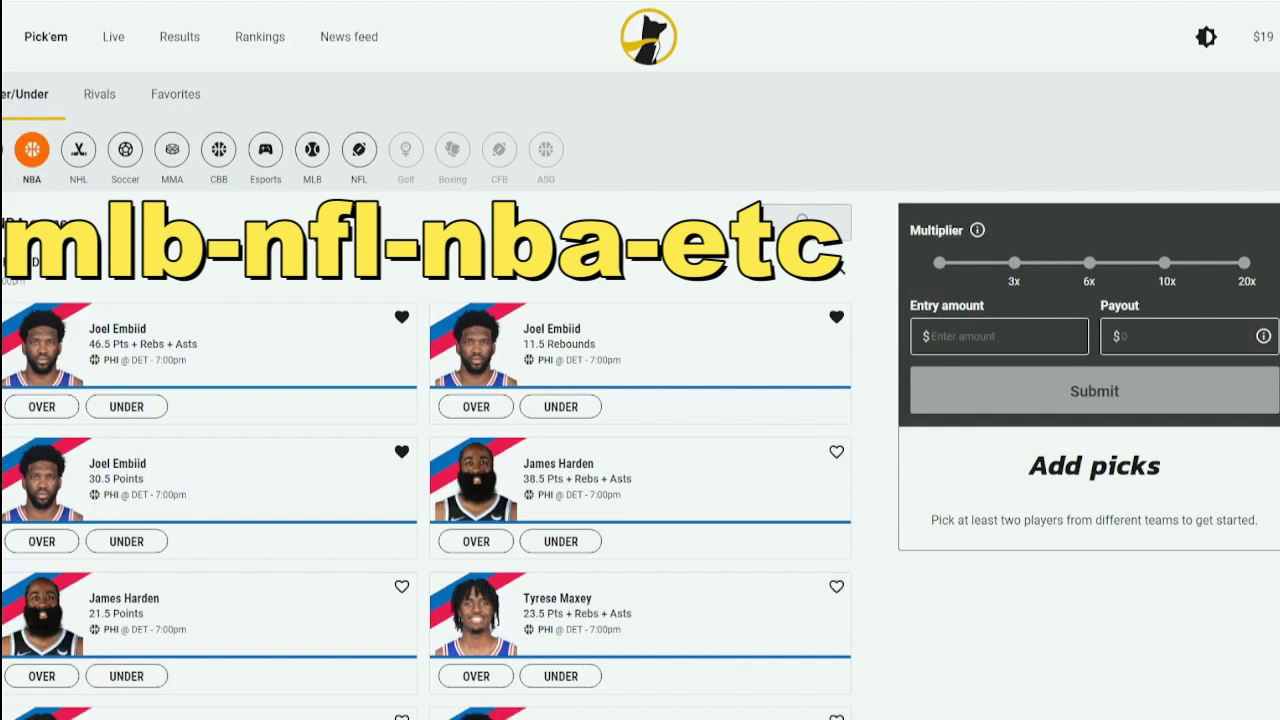 Pick'em Live Results Rankings News feed $19
er/Under Rivals Favorites
NBA NHL Soccer MMA CBB Esports MLB NFL Golf Boxing CFB ASG
mlb-nfl-nba-etc
Joel Embiid
46.5 Pts + Rebs + Asts
PHI @ DET - 7:00pm
OVER UNDER
Joel Embiid
11.5 Rebounds
PHI @ DET - 7:00pm
OVER UNDER
Joel Embiid
30.5 Points
PHI @ DET - 7:00pm
OVER UNDER
James Harden
38.5 Pts + Rebs + Asts
PHI @ DET - 7:00pm
OVER UNDER
James Harden
21.5 Points
PHI @ DET - 7:00pm
OVER UNDER
Tyrese Maxey
23.5 Pts + Rebs + Asts
PHI @ DET - 7:00pm
OVER UNDER
Multiplier
3x 6x 10x 20x
Entry amount Payout
$ Enter amount $ 0
Submit
Add picks
Pick at least two players from different teams to get started.